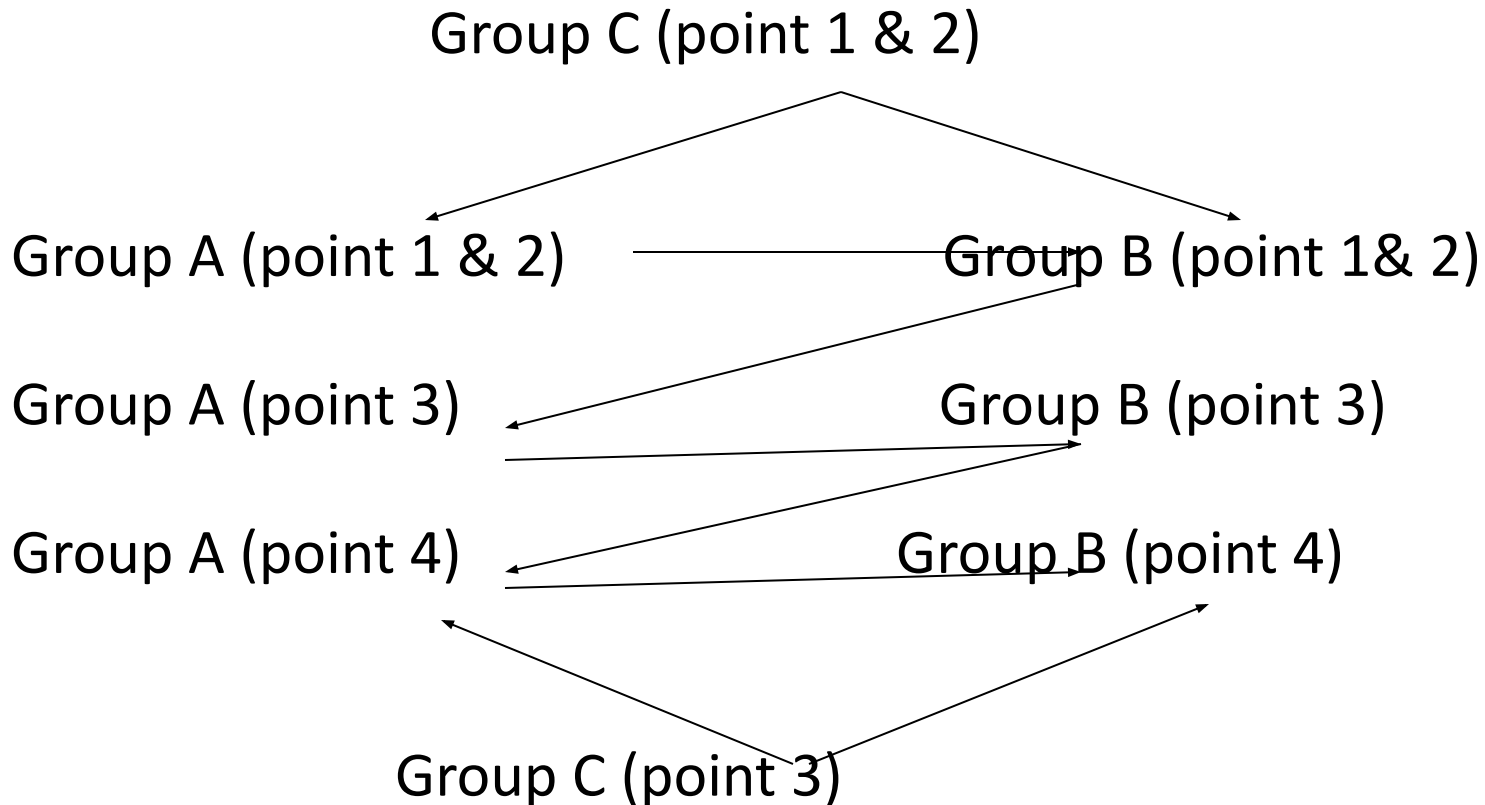 Group C (point 1 & 2)
Group A (point 1 & 2)
Group B (point 1& 2)
Group A (point 3)
Group B (point 3)
Group A (point 4)
Group B (point 4)
Group C (point 3)